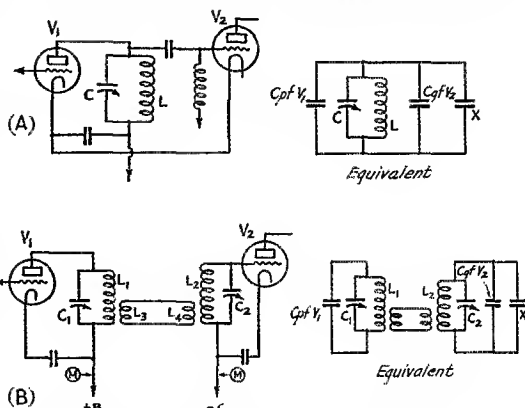 V1
V2
C
L
(A)
CpfV1
C
L
CgfV2
X
Equivalent
V1
V2
L1
C1
L3
L4
L2
C2
M
M
(B)
+B
-C
CpfV1
C1
L1
L2
C2
CgfV2
X
Equivalent